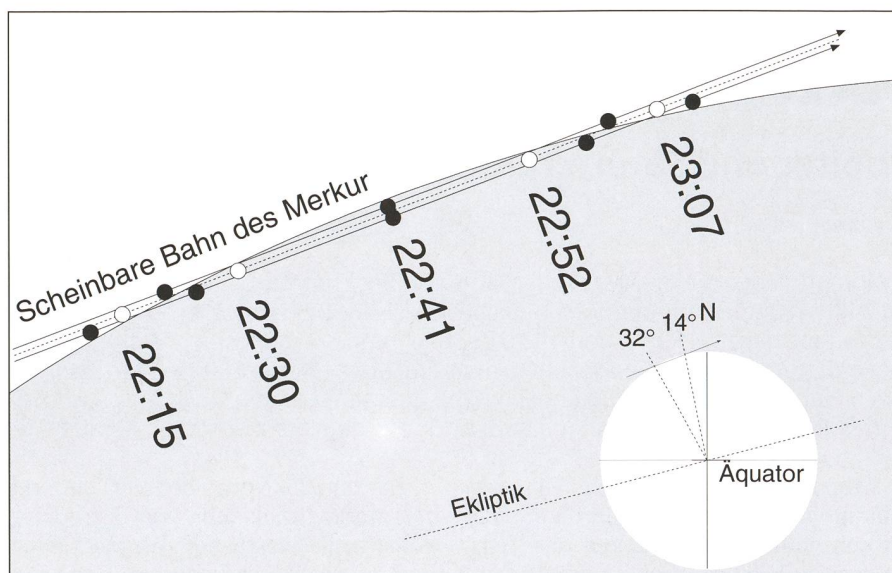 Scheinbare Bahn des Merkur
22:15
22:30
22:41
22:52
23:07
32° 14° N
Äquator
Ekliptik